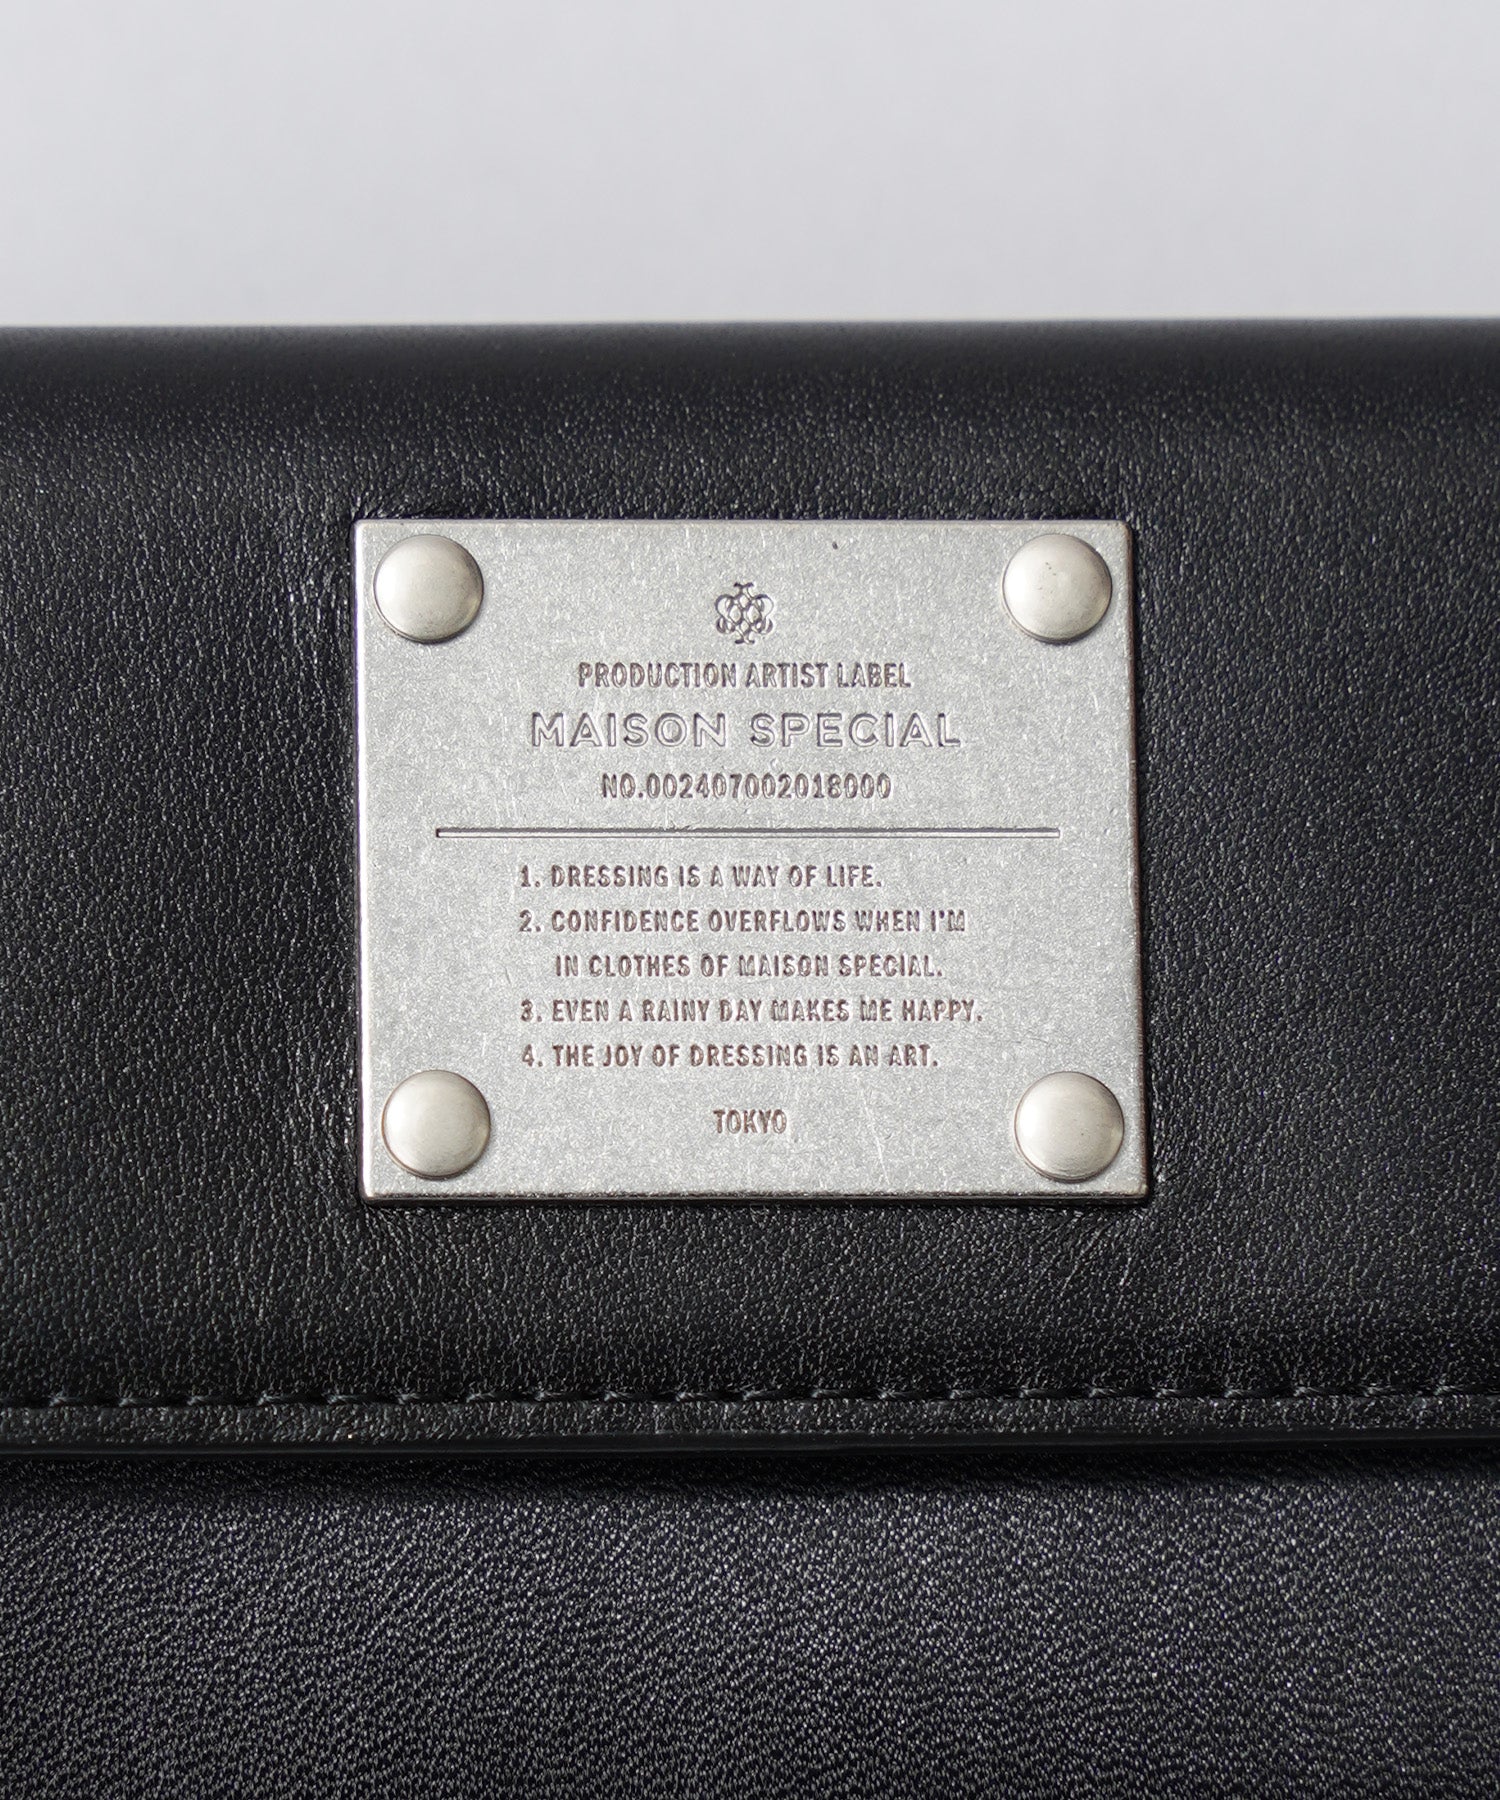 PRODUCTION ARTIST LABEL
MAISON SPECIAL
NO.002407002018000
1. DRESSING IS A WAY OF LIFE.
2. CONFIDENCE OVERFLOWS WHEN I'M
IN CLOTHES OF MAISON SPECIAL.
3. EVEN A RAINY DAY MAKES ME HAPPY.
4. THE JOY OF DRESSING IS AN ART.
TOKYO